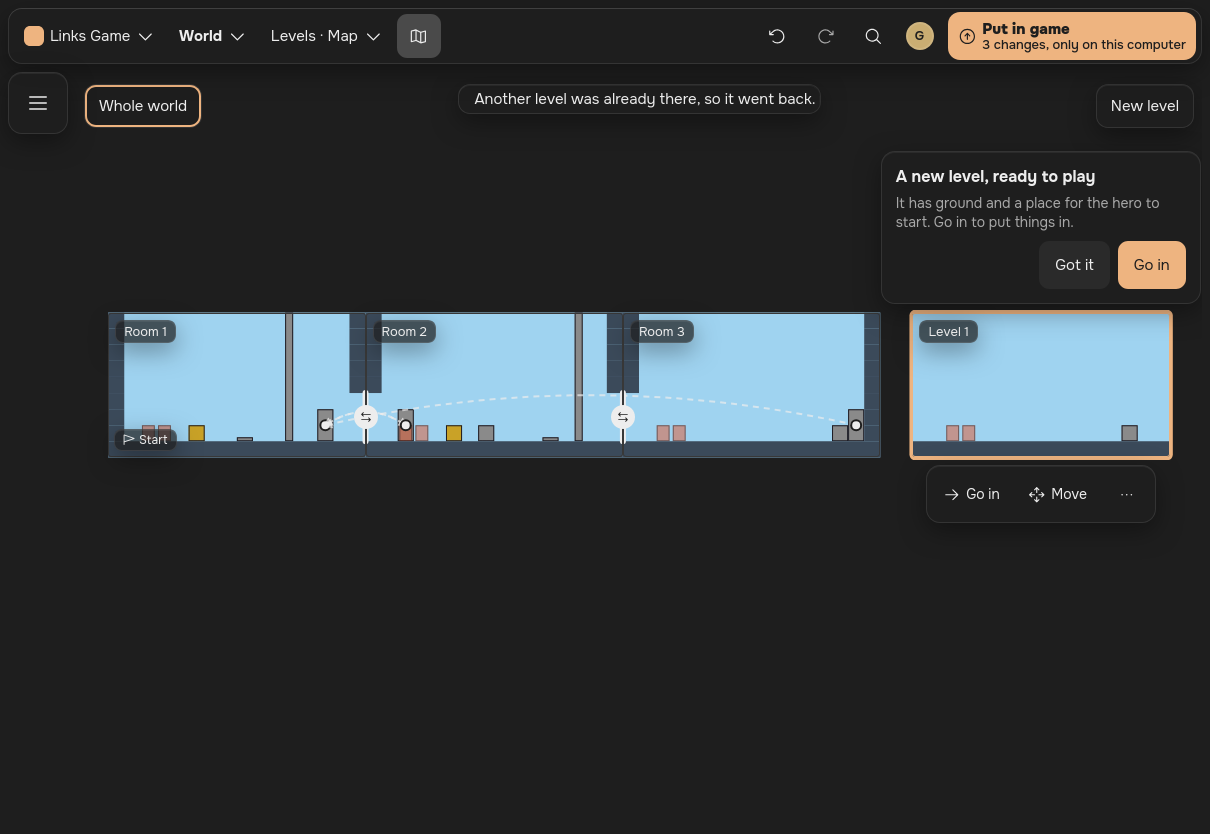 Links Game
World
Levels · Map
G
Put in game
3 changes, only on this computer
Whole world
Another level was already there, so it went back.
New level
A new level, ready to play
It has ground and a place for the hero to
start. Go in to put things in.
Got it
Go in
Room 1
Room 2
Room 3
Level 1
Start
Go in
Move